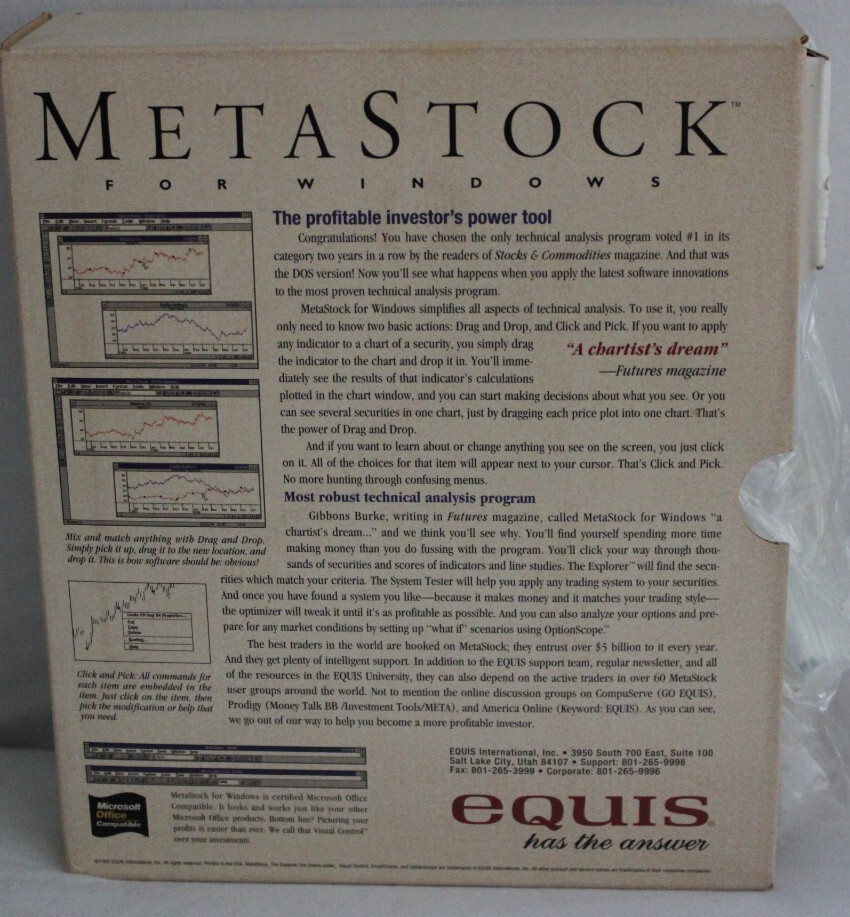 METASTOCK™
FOR WINDOWS
The profitable investor's power tool
Congratulations! You have chosen the only technical analysis program voted #1 in its
category two years in a row by the readers of Stocks & Commodities magazine. And that was
the DOS version! Now you'll see what happens when you apply the latest software innovations
to the most proven technical analysis program.
MetaStock for Windows simplifies all aspects of technical analysis. To use it, you really
only need to know two basic actions: Drag and Drop, and Click and Pick. If you want to apply
any indicator to a chart of a security, you simply drag
the indicator to the chart and drop it in. You'll imme-
diately see the results of that indicator's calculations
plotted in the chart window, and you can start making decisions about what you see. Or you
can see several securities in one chart, just by dragging each price plot into one chart. That's
the power of Drag and Drop.
"A chartist's dream"
—Futures magazine
And if you want to learn about or change anything you see on the screen, you just click
on it. All of the choices for that item will appear next to your cursor. That's Click and Pick.
No more hunting through confusing menus.
Most robust technical analysis program
Gibbons Burke, writing in Futures magazine, called MetaStock for Windows "a
chartist's dream..." and we think you'll see why. You'll find yourself spending more time
making money than you do fussing with the program. You'll click your way through thou-
sands of securities and scores of indicators and line studies. The Explorer™ will find the secu-
rities which match your criteria. The System Tester will help you apply any trading system to your securities.
And once you have found a system you like—because it makes money and it matches your trading style—
the optimizer will tweak it until it's as profitable as possible. And you can also analyze your options and pre-
pare for any market conditions by setting up "what if" scenarios using OptionScope.™
The best traders in the world are hooked on MetaStock; they entrust over $5 billion to it every year.
And they get plenty of intelligent support. In addition to the EQUIS support team, regular newsletter, and all
of the resources in the EQUIS University, they can also depend on the active traders in over 60 MetaStock
user groups around the world. Not to mention the online discussion groups on CompuServe (GO EQUIS),
Prodigy (Money Talk BB /Investment Tools/META), and America Online (Keyword: EQUIS). As you can see,
we go out of our way to help you become a more profitable investor.
Mix and match anything with Drag and Drop.
Simply pick it up, drag it to the new location, and
drop it. This is how software should be: obvious!
Click and Pick: All commands for
each item are embedded in the
item. Just click on the item, then
pick the modification or help that
you need.
Microsoft
Office
Compatible
MetaStock for Windows is certified Microsoft Office
Compatible. It looks and works just like your other
Microsoft Office products. Bottom line? Picturing your
profits is easier than ever. We call that Visual Control™
over your investments.
EQUIS International, Inc. • 3950 South 700 East, Suite 100
Salt Lake City, Utah 84107 • Support: 801-265-9998
Fax: 801-265-3999 • Corporate: 801-265-9996
EQUIS®
has the answer